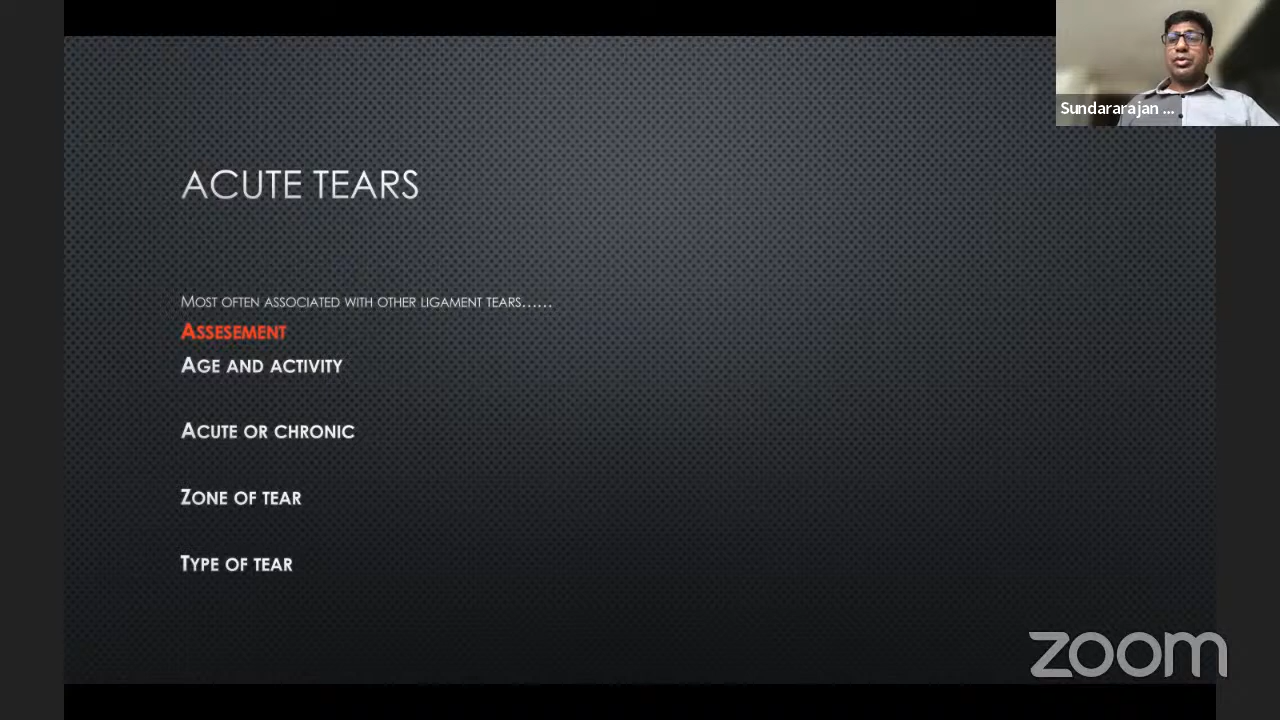 Sundararajan ...
ACUTE TEARS
MOST OFTEN ASSOCIATED WITH OTHER LIGAMENT TEARS......
ASSESEMENT
AGE AND ACTIVITY
ACUTE OR CHRONIC
ZONE OF TEAR
TYPE OF TEAR
zoom